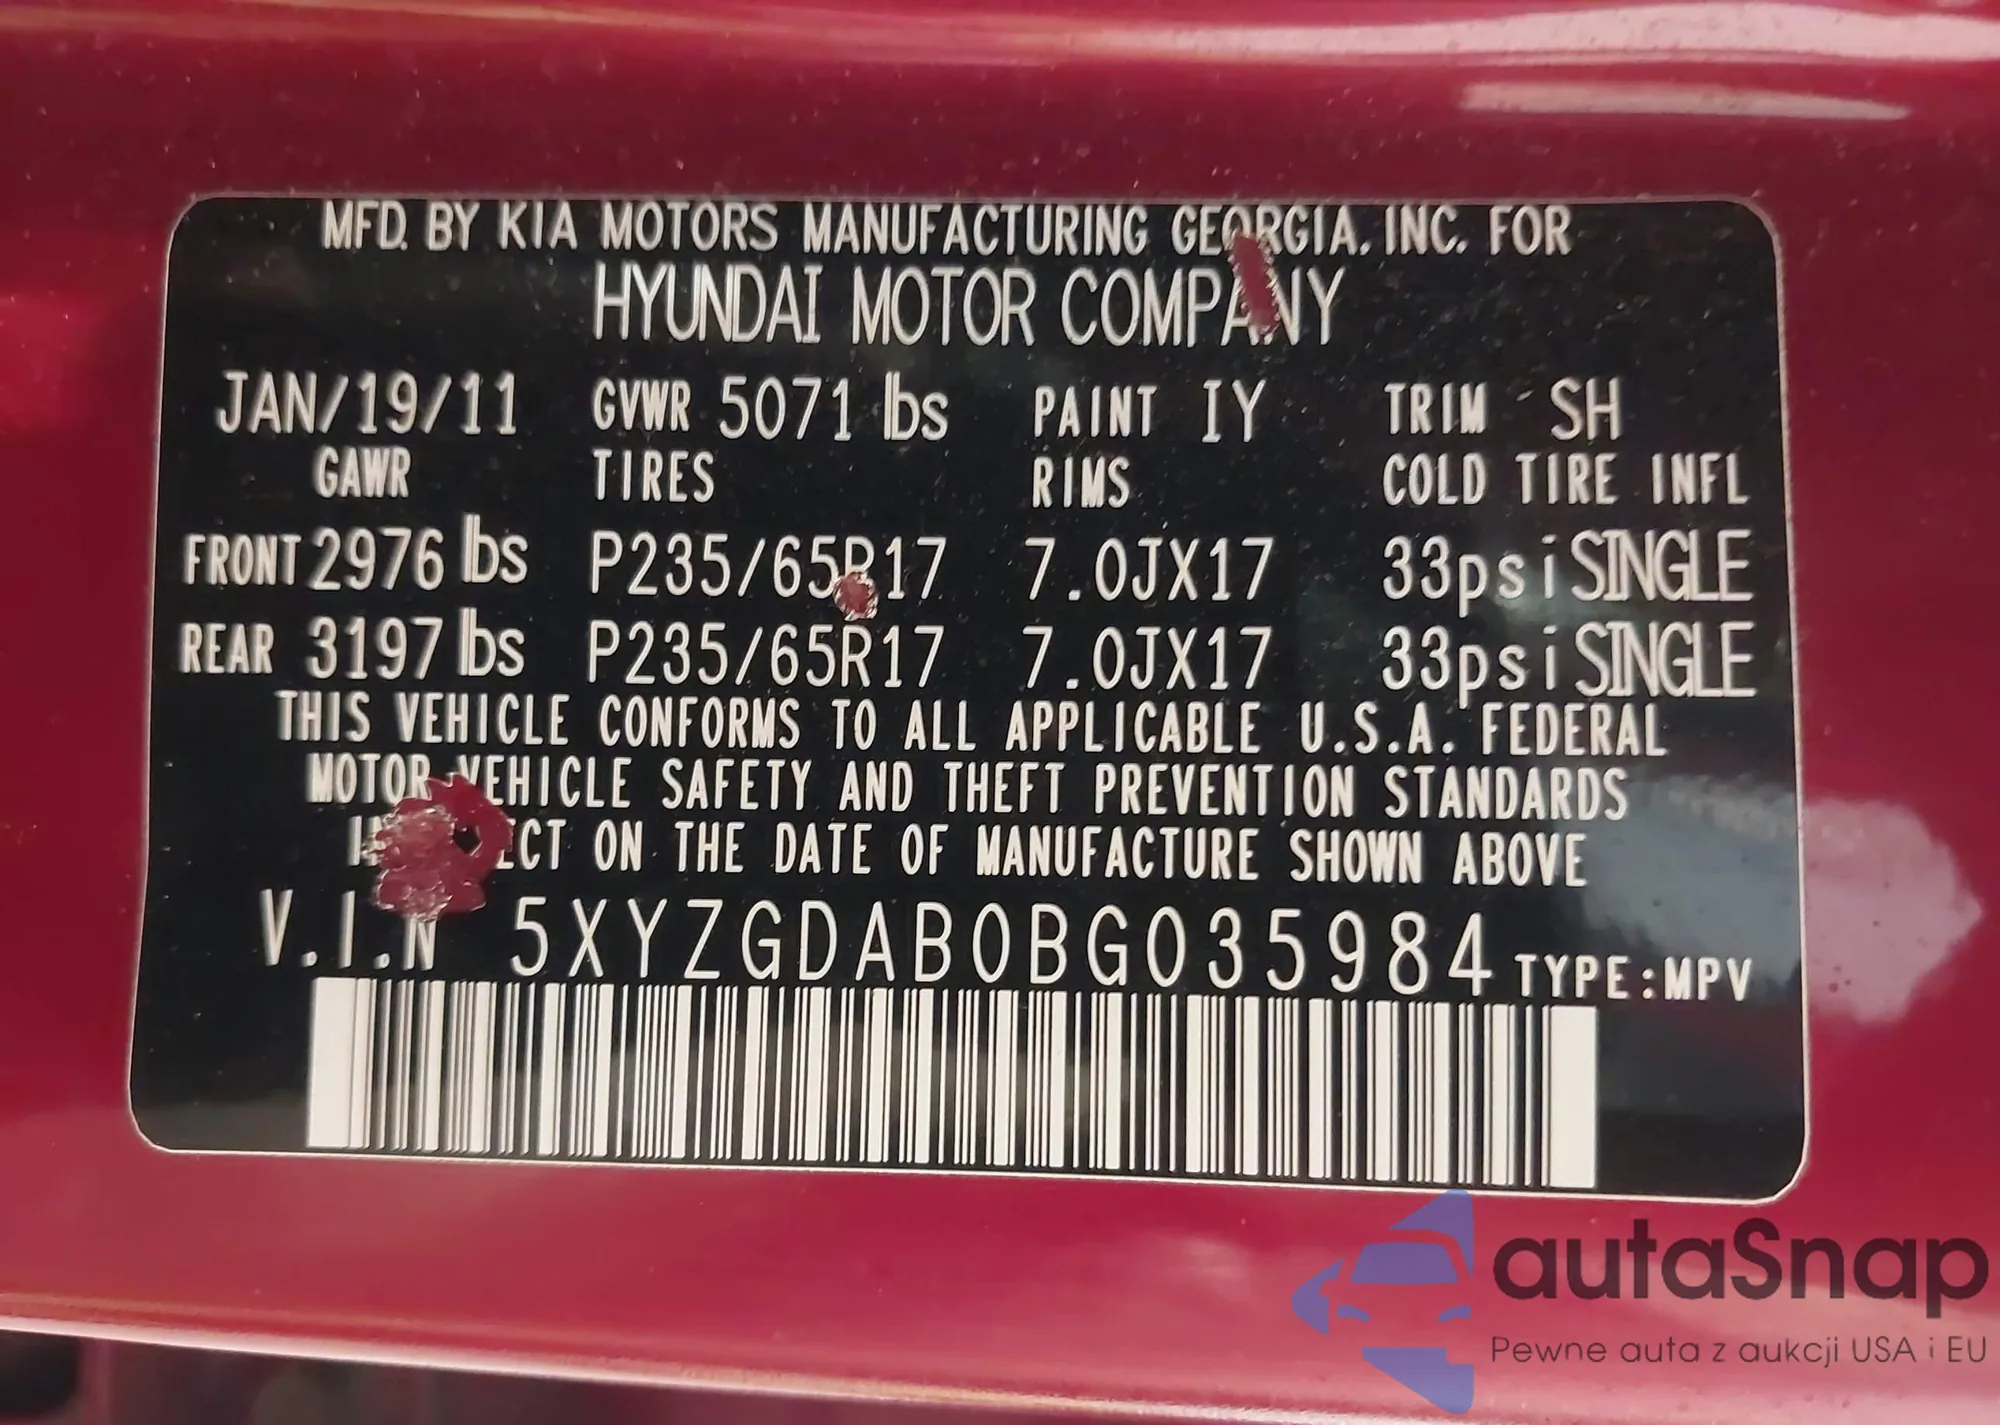 MFD. BY KIA MOTORS MANUFACTURING GEORGIA, INC. FOR
HYUNDAI MOTOR COMPANY
JAN/19/11 GVWR 5071 lbs PAINT IY TRIM SH
GAWR TIRES RIMS COLD TIRE INFL
FRONT 2976 lbs P235/65R17 7.0JX17 33psi SINGLE
REAR 3197 lbs P235/65R17 7.0JX17 33psi SINGLE
THIS VEHICLE CONFORMS TO ALL APPLICABLE U.S.A. FEDERAL
MOTOR VEHICLE SAFETY AND THEFT PREVENTION STANDARDS
ON THE DATE OF MANUFACTURE SHOWN ABOVE
V.I.N 5XYZGDAB0BG035984 TYPE:MPV
autaSnap
Pewne auta z aukcji USA i EU